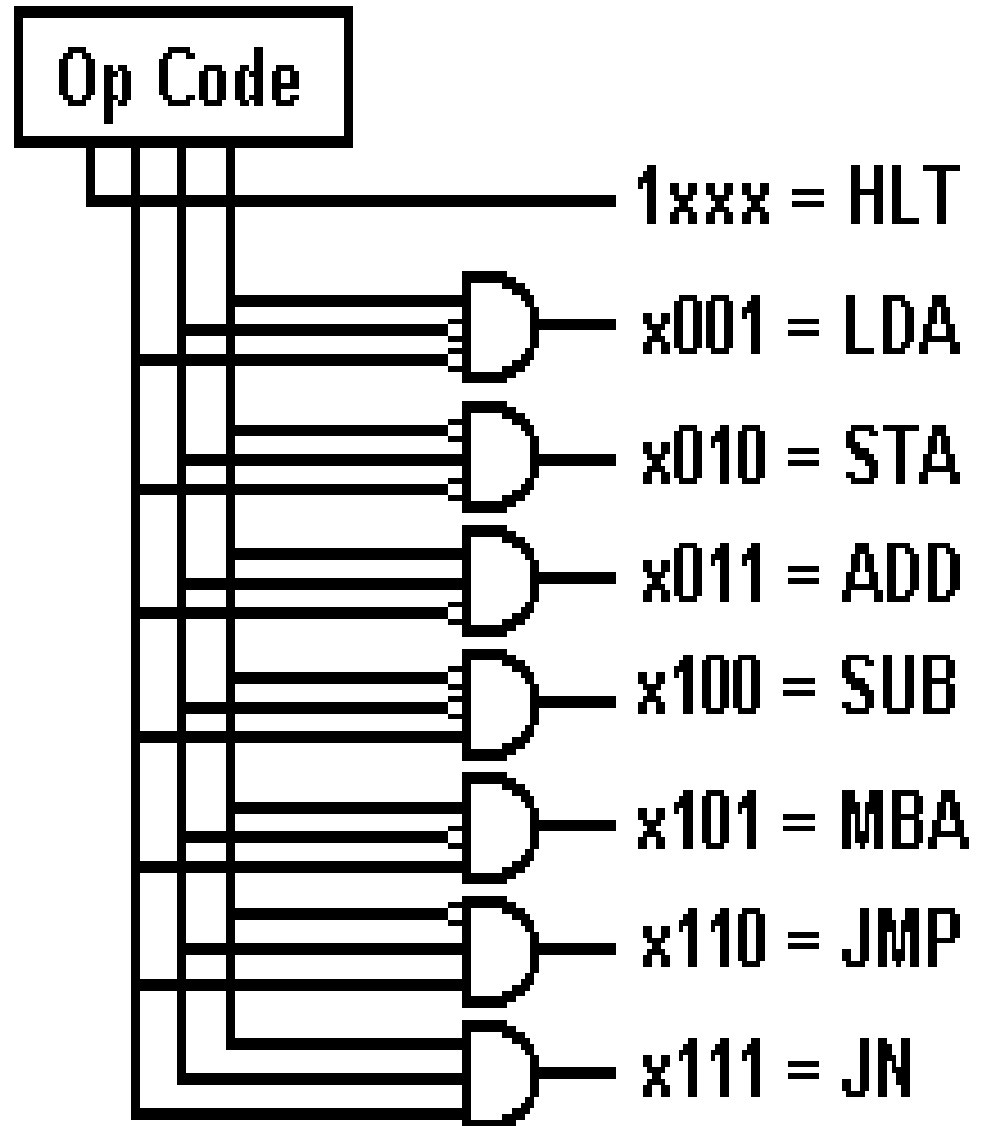 Op Code
1xxx = HLT
x001 = LDA
x010 = STA
x011 = ADD
x100 = SUB
x101 = MBA
x110 = JMP
x111 = JN